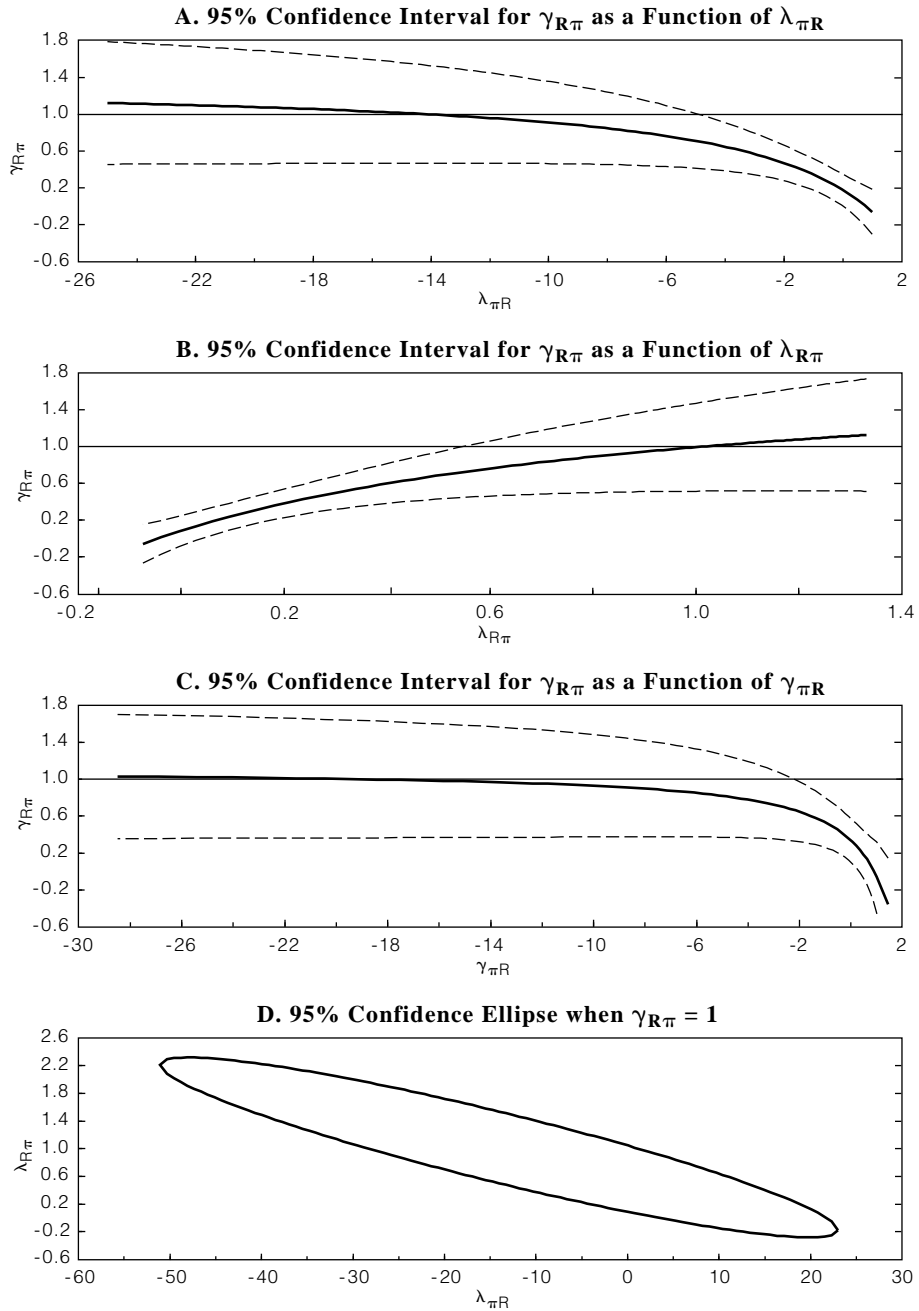 A. 95% Confidence Interval for γRπ as a Function of λπR
1.8
1.4
1.0
0.6
0.2
-0.2
-0.6
γRπ
-26 -22 -18 -14 -10 -6 -2 2
λπR
B. 95% Confidence Interval for γRπ as a Function of λRπ
1.8
1.4
1.0
0.6
0.2
-0.2
-0.6
γRπ
-0.2 0.2 0.6 1.0 1.4
λRπ
C. 95% Confidence Interval for γRπ as a Function of γπR
1.8
1.4
1.0
0.6
0.2
-0.2
-0.6
γRπ
-30 -26 -22 -18 -14 -10 -6 -2 2
γπR
D. 95% Confidence Ellipse when γRπ = 1
2.6
2.2
1.8
1.4
1.0
0.6
0.2
-0.2
-0.6
λRπ
-60 -50 -40 -30 -20 -10 0 10 20 30
λπR